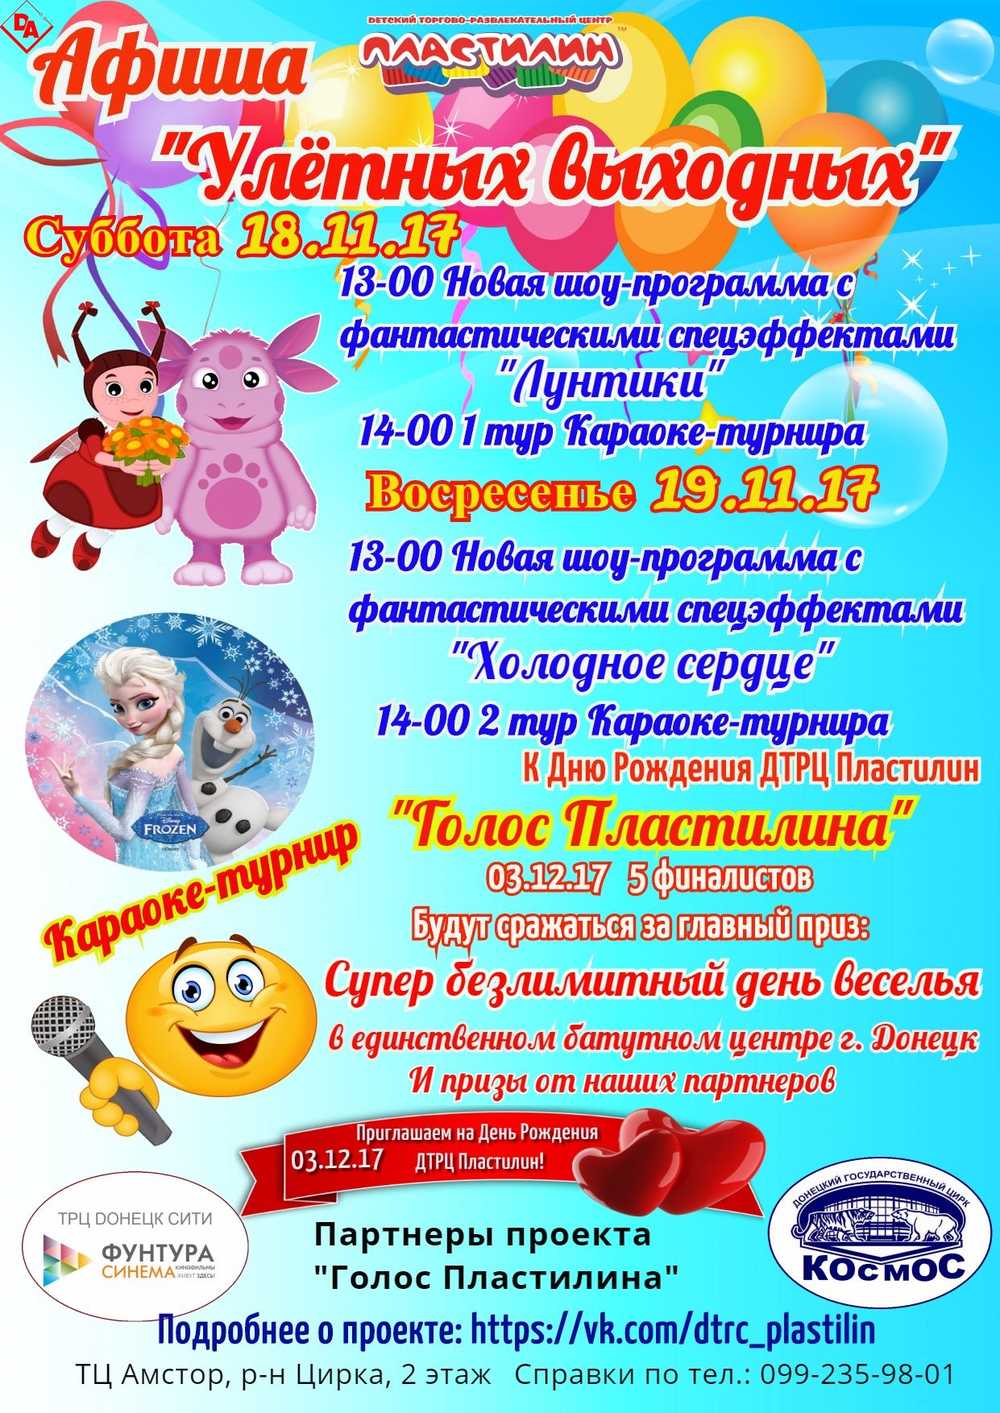 DA
ДЕТСКИЙ ТОРГОВО-РАЗВЛЕКАТЕЛЬНЫЙ ЦЕНТР
ПЛАСТИЛИН™
Афиша
"Улётных выходных"
Суббота 18.11.17
13-00 Новая шоу-программа с
фантастическими спецэффектами
"Лунтики"
14-00 1 тур Караоке-турнира
Восресенье 19.11.17
13-00 Новая шоу-программа с
фантастическими спецэффектами
"Холодное сердце"
14-00 2 тур Караоке-турнира
К Дню Рождения ДТРЦ Пластилин
Disney
FROZEN
"Голос Пластилина"
Караоке-турнир
03.12.17 5 финалистов
Будут сражаться за главный приз:
Супер безлимитный день веселья
в единственном батутном центре г. Донецк
И призы от наших партнеров
Приглашаем на День Рождения
03.12.17 ДТРЦ Пластилин!
ТРЦ DОНЕЦК СИТИ
ФУНТУРА
СИНЕМА КИНОФИЛЬМЫ
ЖИВУТ ЗДЕСЬ!
Партнеры проекта
"Голос Пластилина"
ДОНЕЦКИЙ ГОСУДАРСТВЕННЫЙ ЦИРК
КОСМОС
Подробнее о проекте: https://vk.com/dtrc_plastilin
ТЦ Амстор, р-н Цирка, 2 этаж Справки по тел.: 099-235-98-01